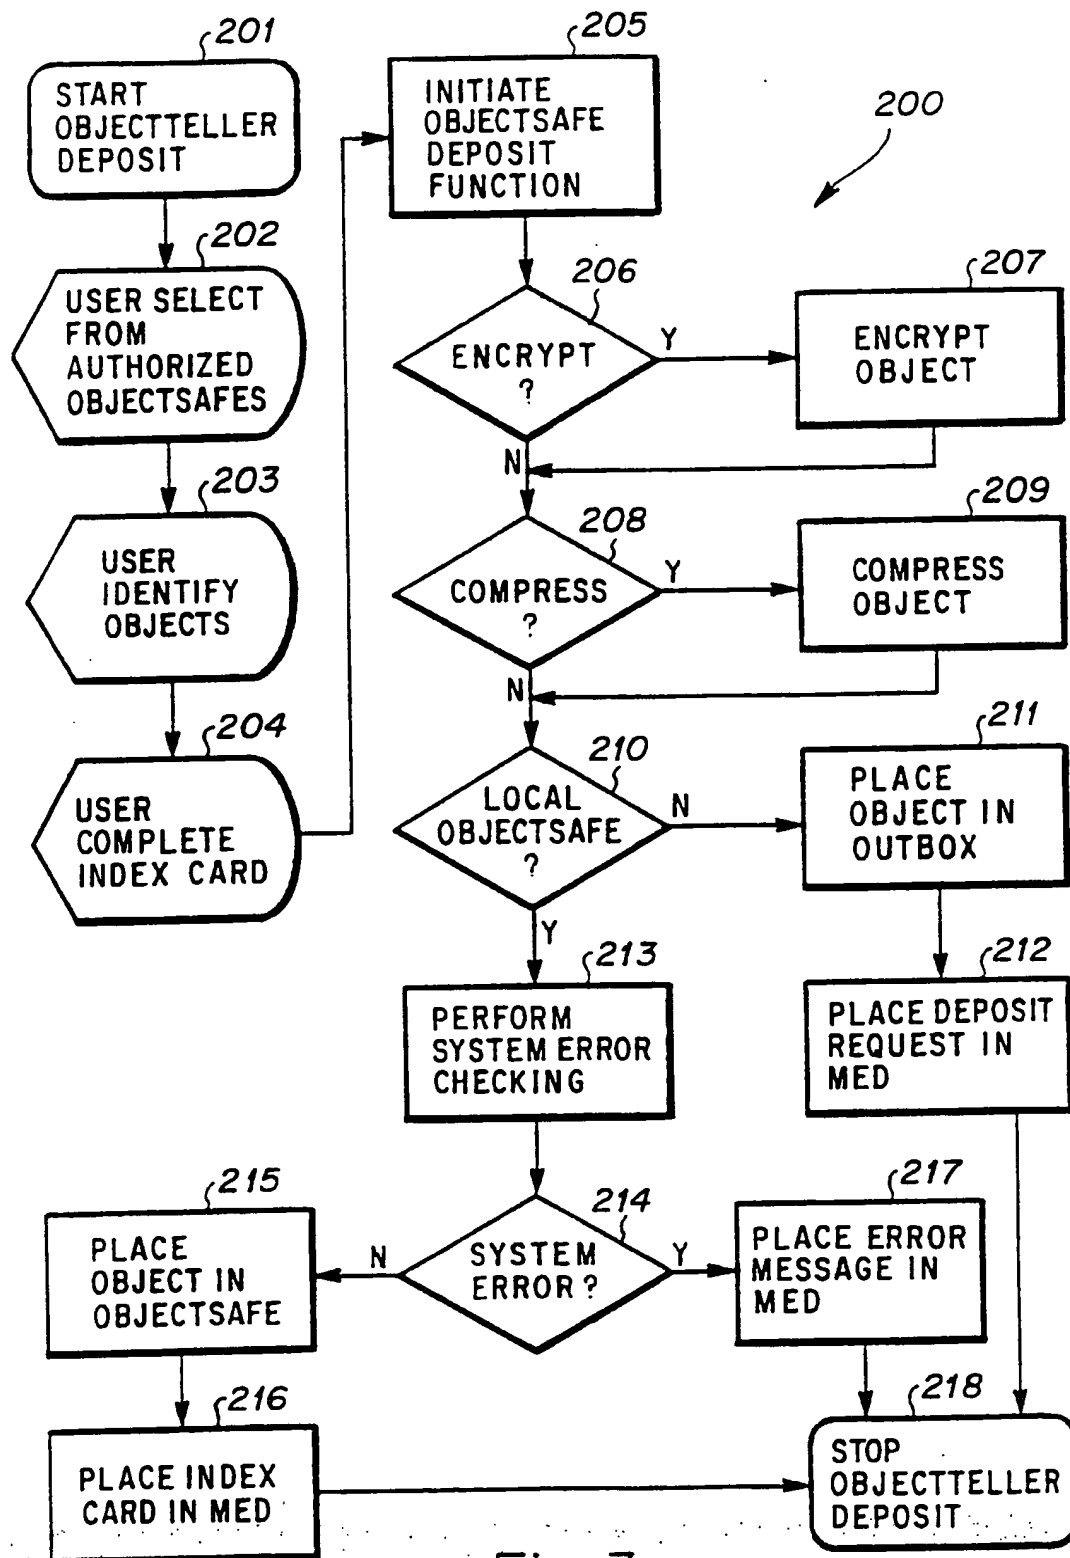 201
START
OBJECTTELLER
DEPOSIT
202
USER SELECT
FROM
AUTHORIZED
OBJECTSAFES
203
USER
IDENTIFY
OBJECTS
204
USER
COMPLETE
INDEX CARD
205
INITIATE
OBJECTSAFE
DEPOSIT
FUNCTION
200
206
ENCRYPT
?
Y
N
207
ENCRYPT
OBJECT
208
COMPRESS
?
Y
N
209
COMPRESS
OBJECT
210
LOCAL
OBJECTSAFE
?
N
Y
211
PLACE
OBJECT IN
OUTBOX
212
PLACE DEPOSIT
REQUEST IN
MED
213
PERFORM
SYSTEM ERROR
CHECKING
214
SYSTEM
ERROR?
N
Y
215
PLACE
OBJECT IN
OBJECTSAFE
216
PLACE INDEX
CARD IN MED
217
PLACE ERROR
MESSAGE IN
MED
218
STOP
OBJECTTELLER
DEPOSIT